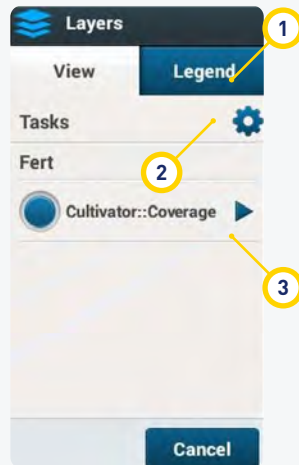 Layers
1
View
Legend
Tasks
2
Fert
Cultivator::Coverage
3
Cancel